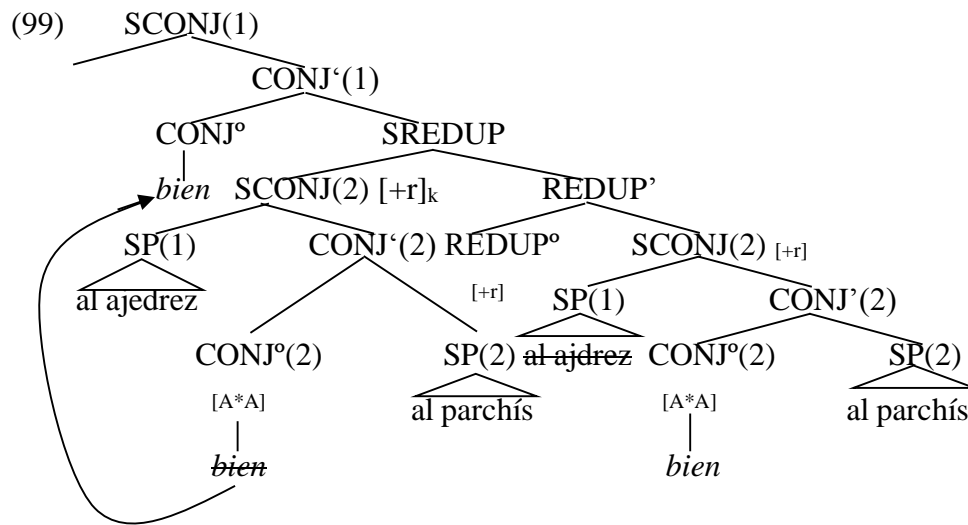 (99) SCONJ(1)
CONJ‘(1)
CONJº SREDUP
bien SCONJ(2) [+r]k REDUP’
SP(1) CONJ‘(2) REDUPº SCONJ(2) [+r]
al ajedrez [+r] SP(1) CONJ’(2)
CONJº(2) SP(2) al ajdrez CONJº(2) SP(2)
[A*A] al parchís [A*A] al parchís
bien bien